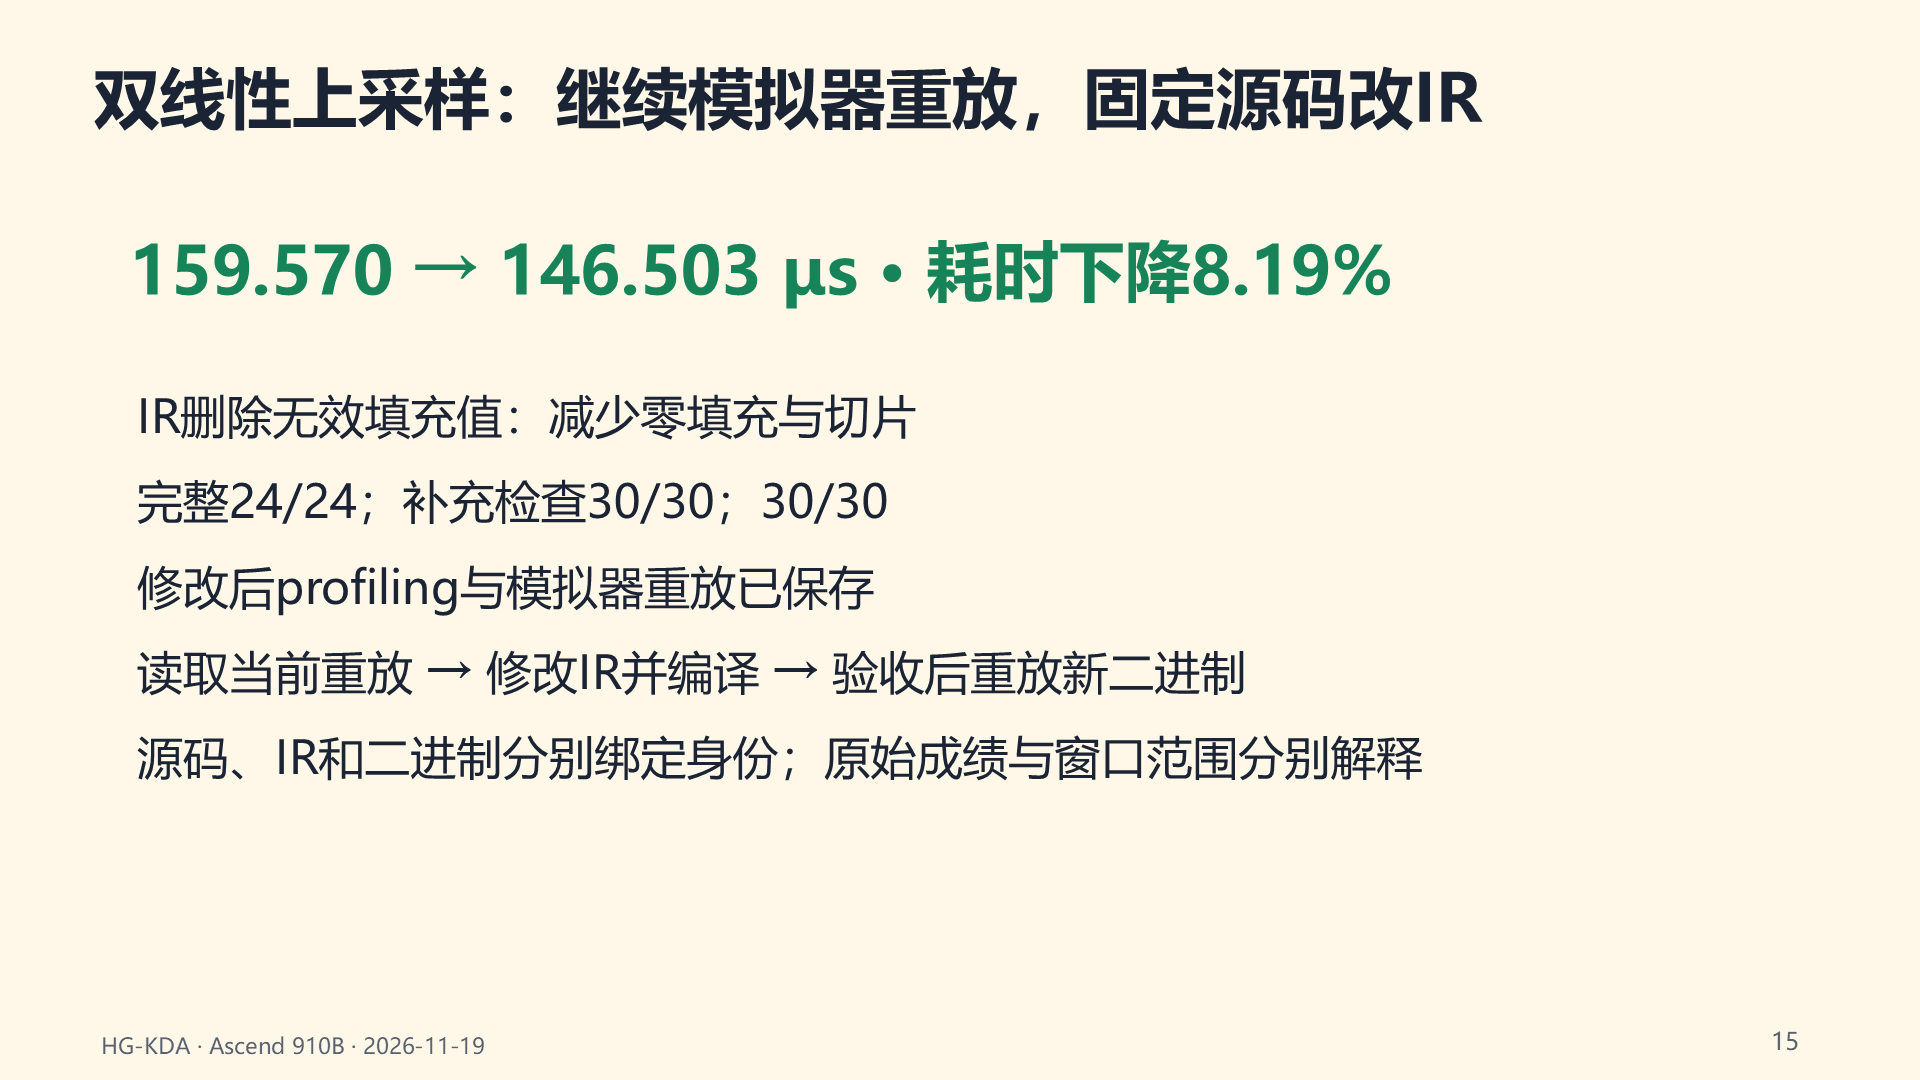 双线性上采样：继续模拟器重放，固定源码改IR
159.570 → 146.503 μs • 耗时下降8.19%
IR删除无效填充值：减少零填充与切片
完整24/24；补充检查30/30；30/30
修改后profiling与模拟器重放已保存
读取当前重放 → 修改IR并编译 → 验收后重放新二进制
源码、IR和二进制分别绑定身份；原始成绩与窗口范围分别解释
HG-KDA · Ascend 910B · 2026-11-19
15